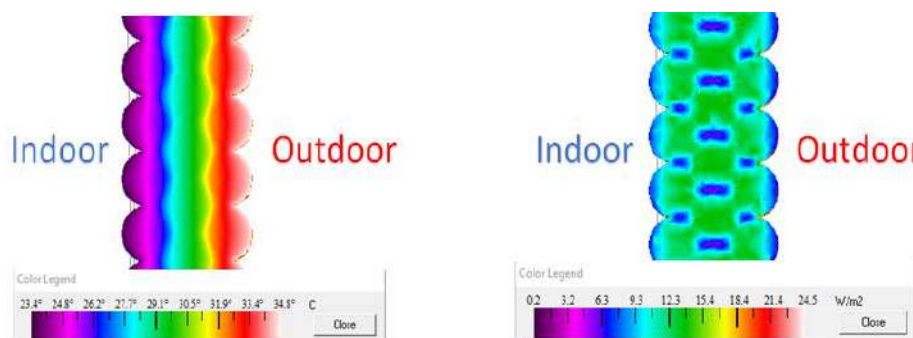 Indoor
Outdoor
Color Legend
23.4° 24.8° 26.2° 27.7° 29.1° 30.5° 31.9° 33.4° 34.8° C
Close
Indoor
Outdoor
Color Legend
0.2 3.2 6.3 9.3 12.3 15.4 18.4 21.4 24.5 W/m2
Close